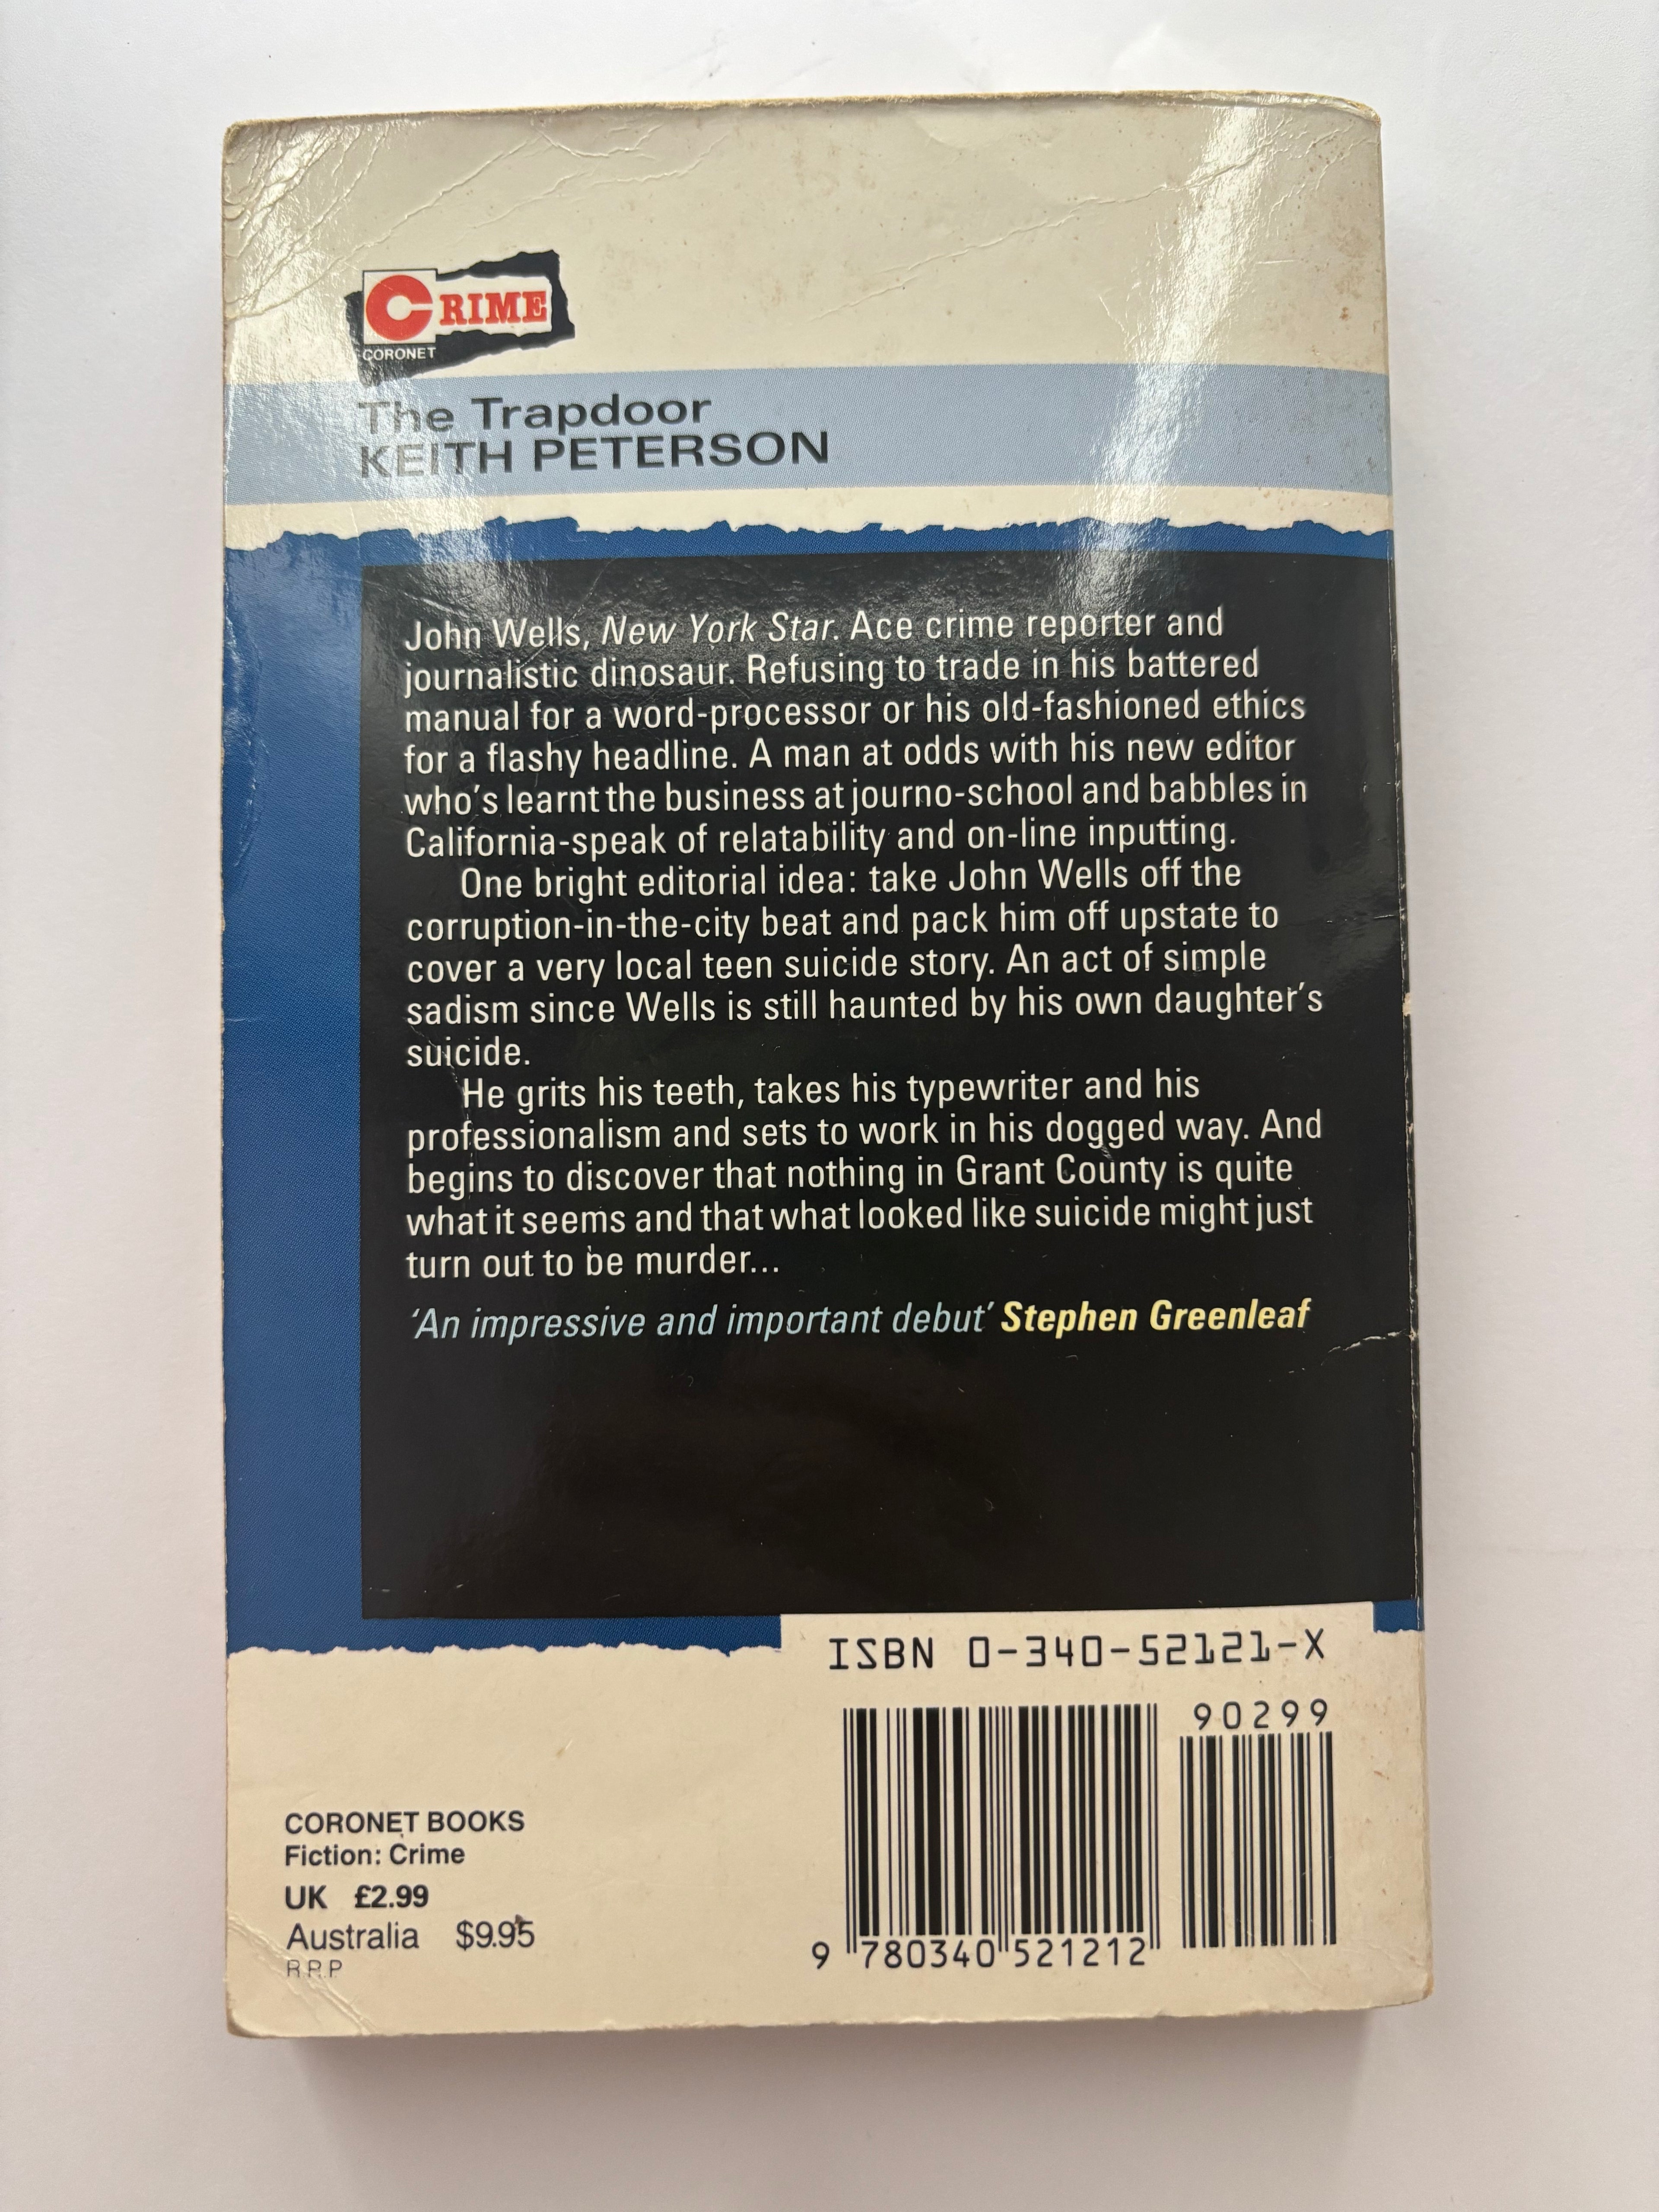 CRIME
CORONET
The Trapdoor
KEITH PETERSON
John Wells, New York Star. Ace crime reporter and
journalistic dinosaur. Refusing to trade in his battered
manual for a word-processor or his old-fashioned ethics
for a flashy headline. A man at odds with his new editor
who's learnt the business at journo-school and babbles in
California-speak of relatability and on-line inputting.
One bright editorial idea: take John Wells off the
corruption-in-the-city beat and pack him off upstate to
cover a very local teen suicide story. An act of simple
sadism since Wells is still haunted by his own daughter's
suicide.
He grits his teeth, takes his typewriter and his
professionalism and sets to work in his dogged way. And
begins to discover that nothing in Grant County is quite
what it seems and that what looked like suicide might just
turn out to be murder...
'An impressive and important debut' Stephen Greenleaf
ISBN 0-340-52121-X
90299
9 780340 521212
CORONET BOOKS
Fiction: Crime
UK £2.99
Australia $9.95
R.R.P